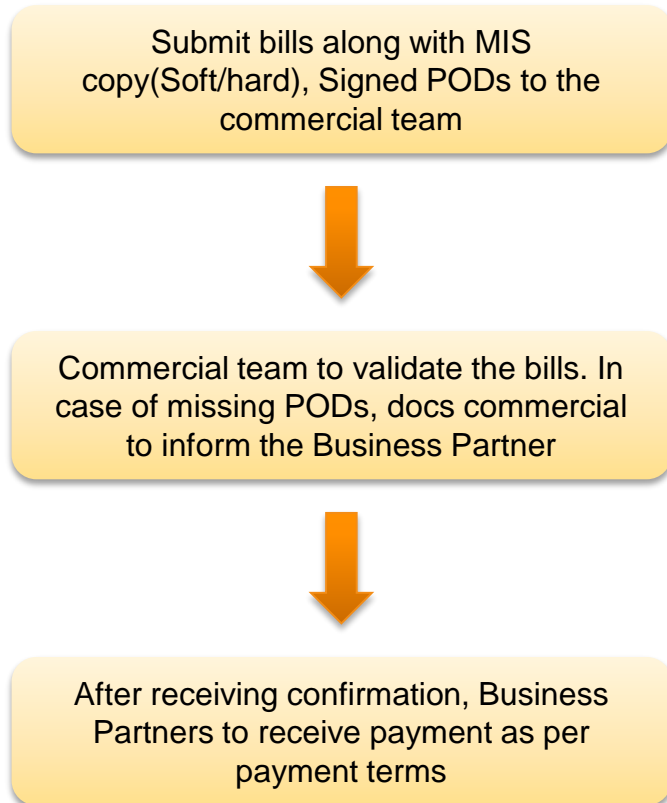 Submit bills along with MIS
copy(Soft/hard), Signed PODs to the
commercial team
Commercial team to validate the bills. In
case of missing PODs, docs commercial
to inform the Business Partner
After receiving confirmation, Business
Partners to receive payment as per
payment terms